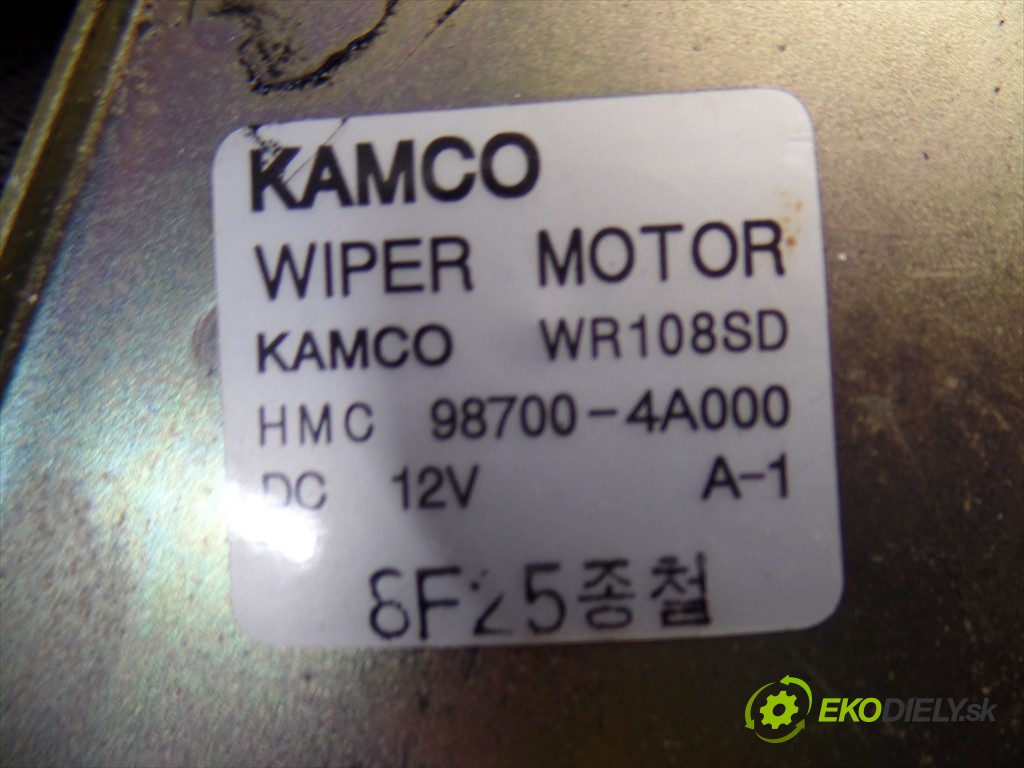 KAMCO
WIPER MOTOR
KAMCO WR108SD
HMC 98700-4A000
DC 12V A-1
8F25종철
EKODIELY.sk